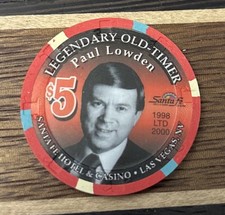 LEGENDARY OLD-TIMER
Paul Lowden
$5
Santa Fe
1998
LTD
2000
SANTA FE HOTEL & CASINO • LAS VEGAS, NV